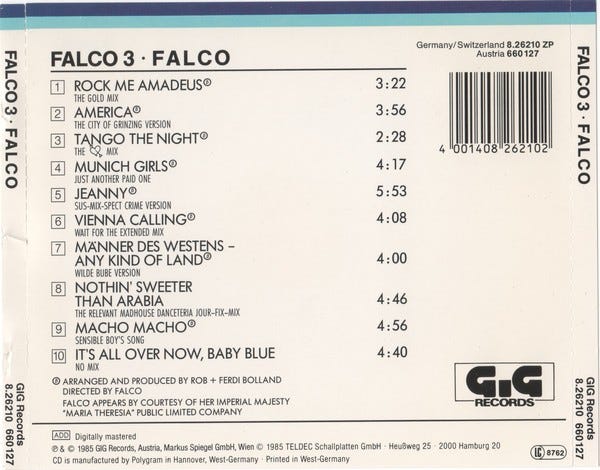 FALCO 3 · FALCO
FALCO 3 · FALCO
Germany/Switzerland 8.26210 ZP
Austria 660 127
1 ROCK ME AMADEUS℗ 3:22
THE GOLD MIX
2 AMERICA℗ 3:56
THE CITY OF GRINZING VERSION
3 TANGO THE NIGHT℗ 2:28
THE MIX
4 MUNICH GIRLS℗ 4:17
JUST ANOTHER PAID ONE
5 JEANNY℗ 5:53
SUS-MIX-SPECT CRIME VERSION
6 VIENNA CALLING℗ 4:08
WAIT FOR THE EXTENDED MIX
7 MÄNNER DES WESTENS –
ANY KIND OF LAND℗ 4:00
WILDE BUBE VERSION
8 NOTHIN' SWEETER
THAN ARABIA 4:46
THE RELEVANT MADHOUSE DANCETERIA JOUR-FIX-MIX
9 MACHO MACHO℗ 4:56
SENSIBLE BOY'S SONG
10 IT'S ALL OVER NOW, BABY BLUE 4:40
NO MIX
℗ ARRANGED AND PRODUCED BY ROB + FERDI BOLLAND
DIRECTED BY FALCO
FALCO APPEARS BY COURTESY OF HER IMPERIAL MAJESTY
"MARIA THERESIA" PUBLIC LIMITED COMPANY
4 001408 262102
GiG
RECORDS
ADD Digitally mastered
℗ & © 1985 GIG Records, Austria, Markus Spiegel GmbH, Wien © 1985 TELDEC Schallplatten GmbH · Heußweg 25 · 2000 Hamburg 20
CD is manufactured by Polygram in Hannover, West-Germany · Printed in West-Germany
LC 8762
GIG Records
8.26210 660127
FALCO 3 · FALCO
GIG Records
8.26210 660127